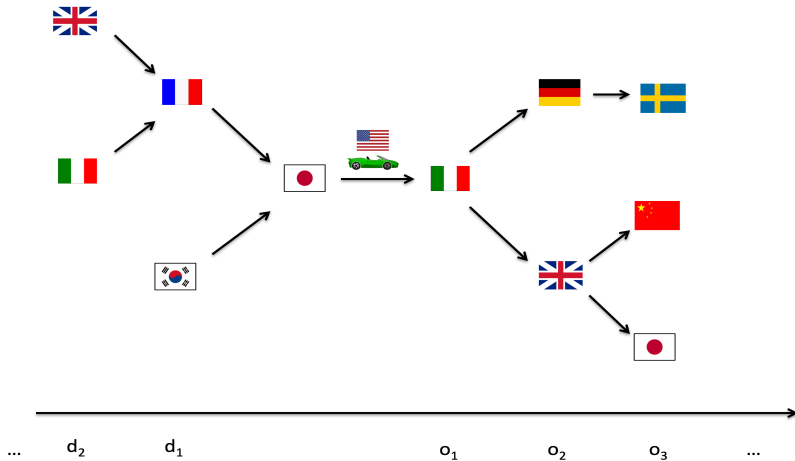 ... d₂ d₁ o₁ o₂ o₃ ...